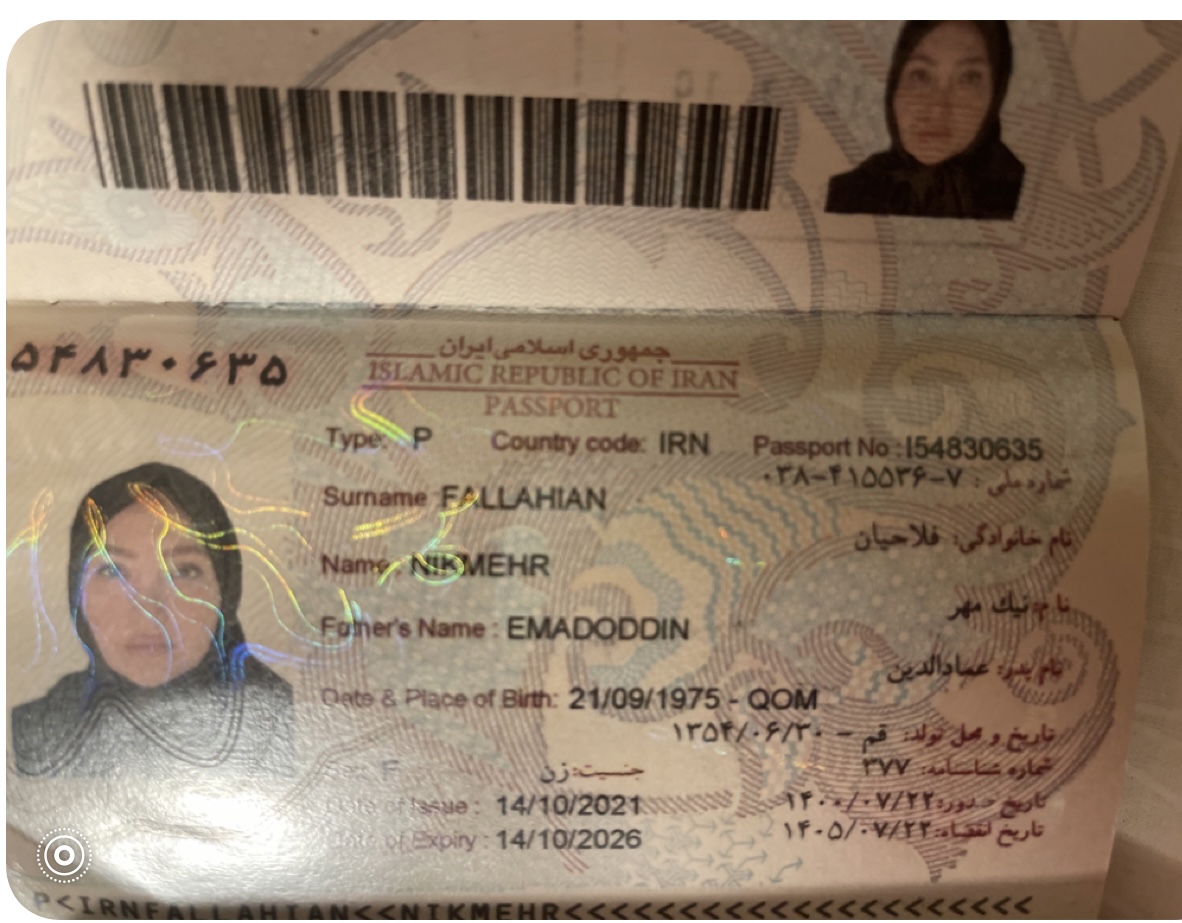 ۵۴۸۳۰۶۳۵
جمهوری اسلامی ایران
ISLAMIC REPUBLIC OF IRAN
PASSPORT
Type: P Country code: IRN Passport No :I54830635
شماره ملی : ۰۳۸-۴۱۵۵۳۶-۷
Surname FALLAHIAN
نام خانوادگی: فلاحیان
Name: NIKMEHR
نام: نیك مهر
Father's Name : EMADODDIN
نام پدر: عمادالدین
Date & Place of Birth: 21/09/1975 - QOM
تاریخ و محل تولد: قم - ۱۳۵۴/۰۶/۳۰
Sex: F جنسیت: زن شماره شناسنامه: ۳۷۷
Date of Issue : 14/10/2021 تاریخ صدور: ۱۴۰۰/۰۷/۲۲
Date of Expiry : 14/10/2026 تاریخ انقضاء: ۱۴۰۵/۰۷/۲۲
P<IRNFALLAHIAN<<NIKMEHR<<<<<<<<<<<<<<<<<<<<<